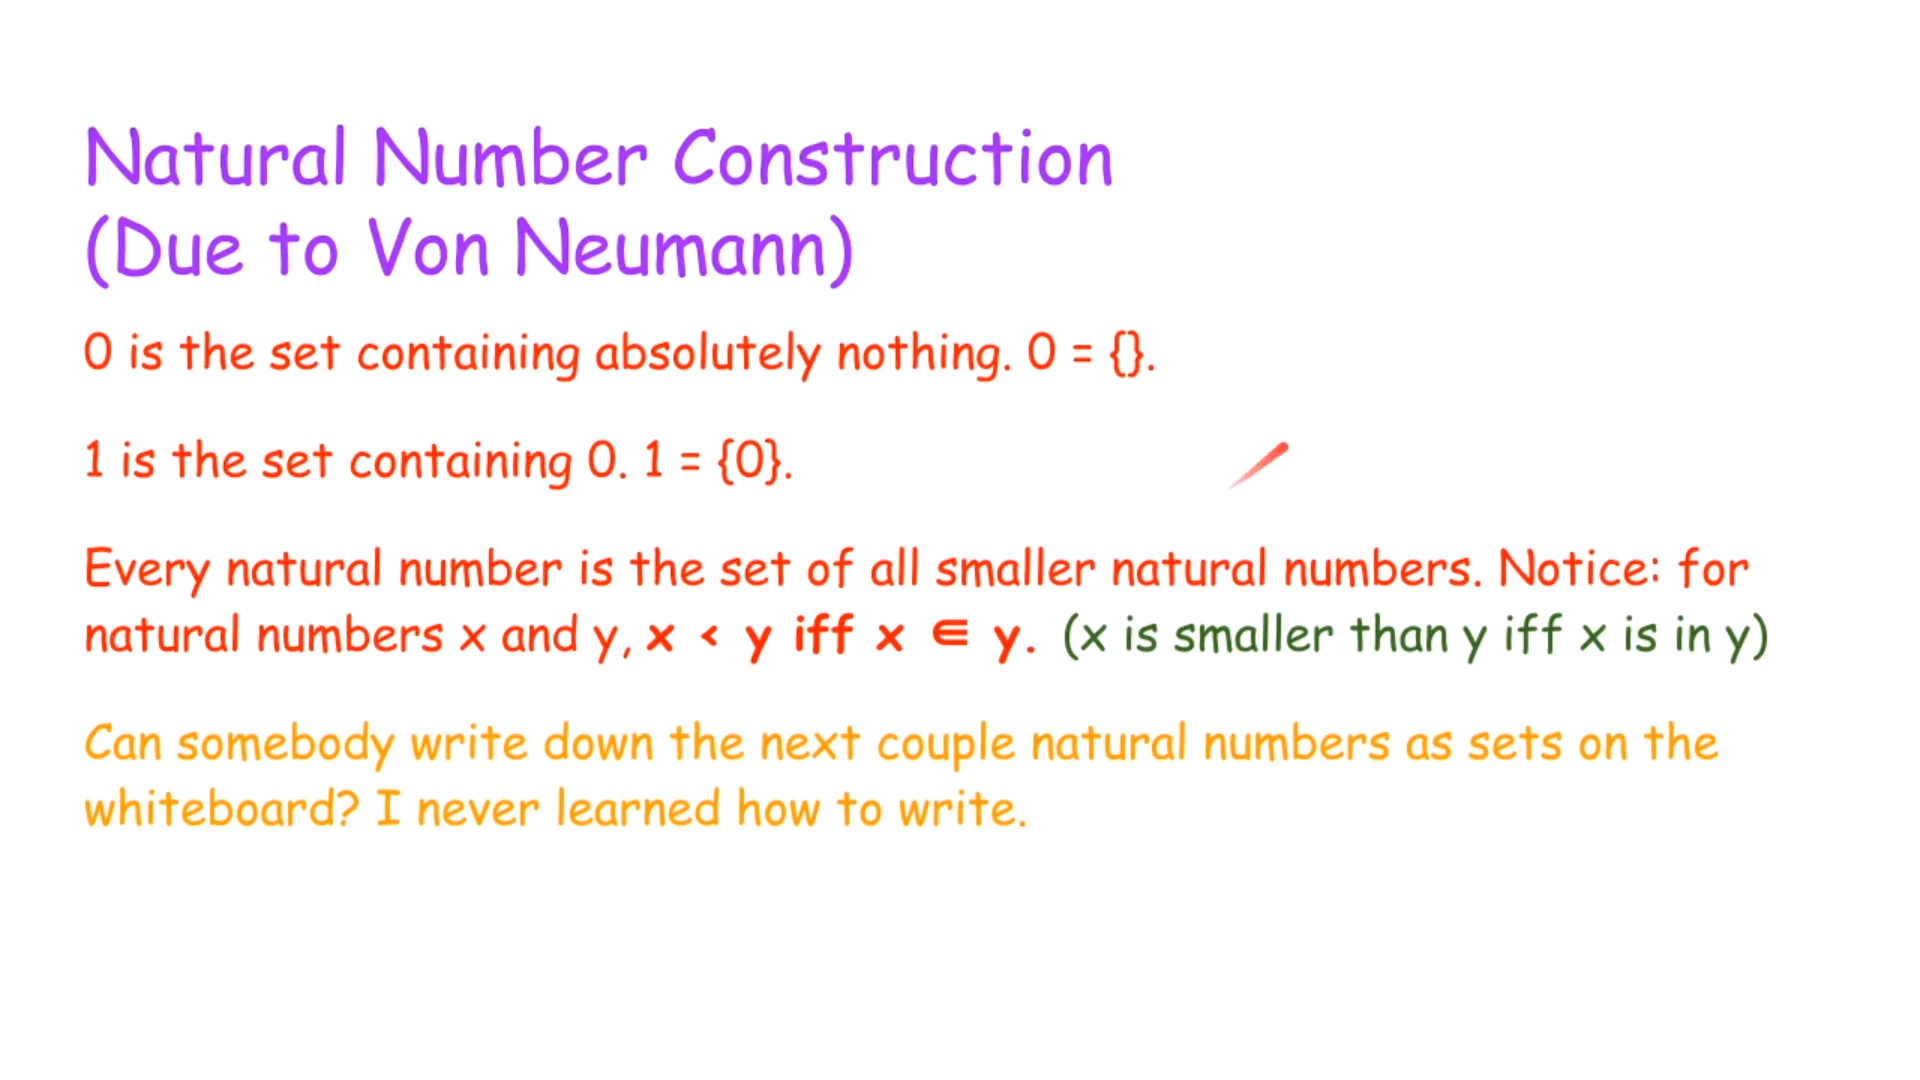 Natural Number Construction
(Due to Von Neumann)
0 is the set containing absolutely nothing. 0 = {}.
1 is the set containing 0. 1 = {0}.
Every natural number is the set of all smaller natural numbers. Notice: for
natural numbers x and y, x < y iff x ∈ y. (x is smaller than y iff x is in y)
Can somebody write down the next couple natural numbers as sets on the
whiteboard? I never learned how to write.